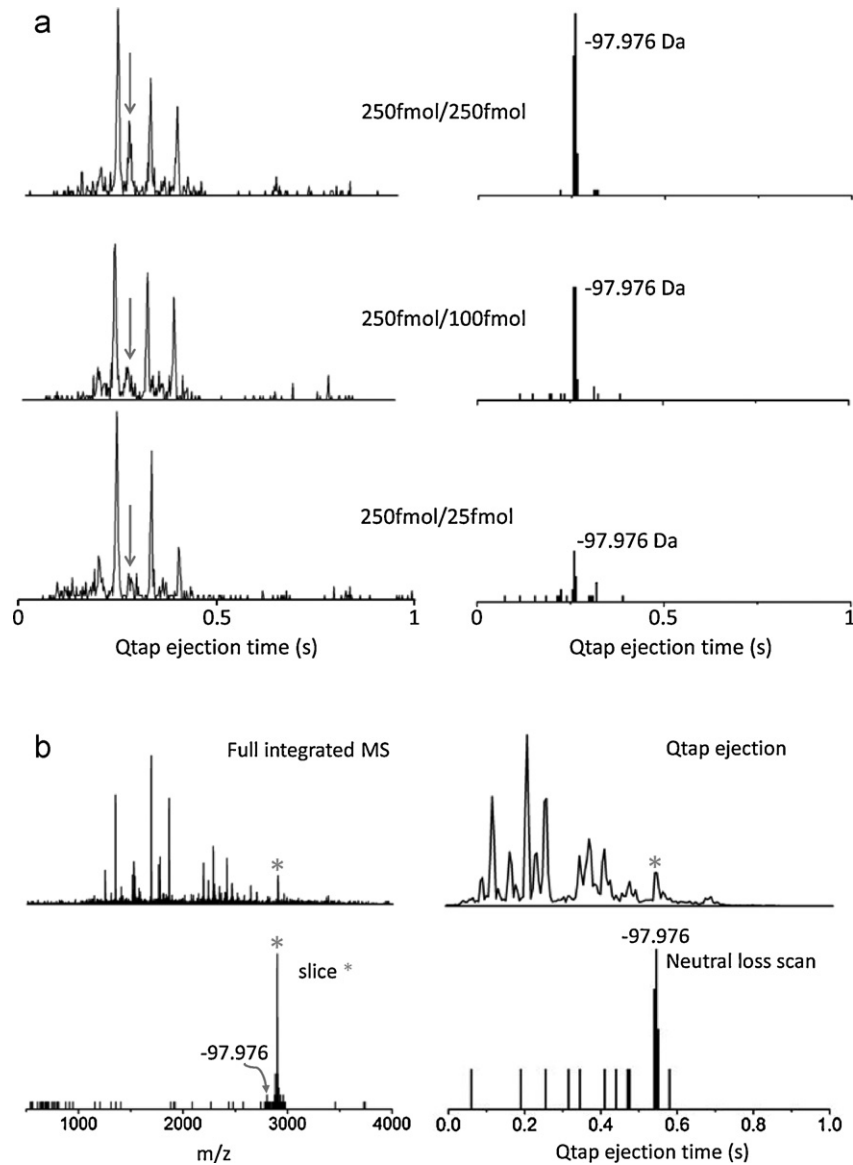 a
-97.976 Da
250fmol/250fmol
1
-97.976 Da
250fmol/100fmol
1
250fmol/25fmol
-97.976 Da
0 0.5 1
0 0.5 1
Qtap ejection time (s)
Qtap ejection time (s)
b
Full integrated MS
Qtap ejection
*
*
*
-97.976
slice *
Neutral loss scan
-97.976
1000 2000 3000 4000
0.0 0.2 0.4 0.6 0.8 1.0
m/z
Qtap ejection time (s)